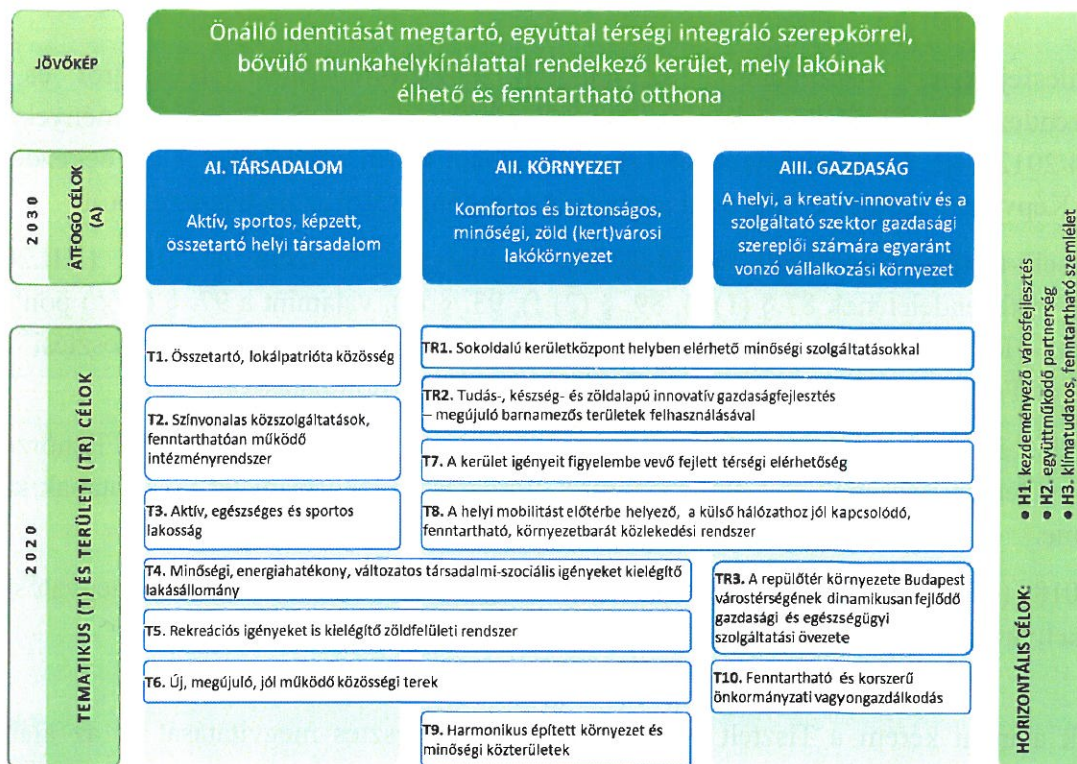 JÖVŐKÉP
Önálló identitását megtartó, egyúttal térségi integráló szerepkörrel,
bővülő munkahelykínálattal rendelkező kerület, mely lakóinak
élhető és fenntartható otthona
2030
ÁTFOGÓ CÉLOK
(A)
AI. TÁRSADALOM
Aktív, sportos, képzett,
összetartó helyi társadalom
AII. KÖRNYEZET
Komfortos és biztonságos,
minőségi, zöld (kert)városi
lakókörnyezet
AIII. GAZDASÁG
A helyi, a kreatív-innovatív és a
szolgáltató szektor gazdasági
szereplői számára egyaránt
vonzó vállalkozási környezet
2020
TEMATIKUS (T) ÉS TERÜLETI (TR) CÉLOK
T1. Összetartó, lokálpatrióta közösség
T2. Színvonalas közszolgáltatások,
fenntarthatóan működő
intézményrendszer
T3. Aktív, egészséges és sportos
lakosság
TR1. Sokoldalú kerületközpont helyben elérhető minőségi szolgáltatásokkal
TR2. Tudás-, készség- és zöldalapú innovatív gazdaságfejlesztés
– megújuló barnamezős területek felhasználásával
T7. A kerület igényeit figyelembe vevő fejlett térségi elérhetőség
T8. A helyi mobilitást előtérbe helyező, a külső hálózathoz jól kapcsolódó,
fenntartható, környezetbarát közlekedési rendszer
T4. Minőségi, energiahatékony, változatos társadalmi-szociális igényeket kielégítő
lakásállomány
T5. Rekreációs igényeket is kielégítő zöldfelületi rendszer
T6. Új, megújuló, jól működő közösségi terek
TR3. A repülőtér környezete Budapest
várostérségének dinamikusan fejlődő
gazdasági és egészségügyi
szolgáltatási övezete
T10. Fenntartható és korszerű
önkormányzati vagyongazdálkodás
T9. Harmonikus épített környezet és
minőségi közterületek
HORIZONTÁLIS CÉLOK:
• H1. kezdeményező városfejlesztés
• H2. együttműködő partnerség
• H3. klímatudatos, fenntartható szemlélet